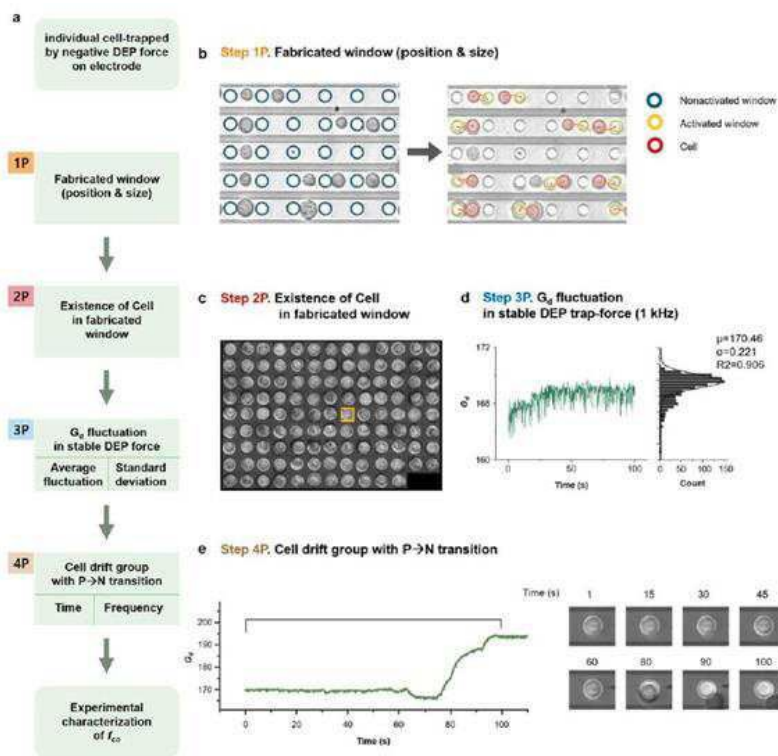 a
individual cell-trapped
by negative DEP force
on electrode
1P
Fabricated window
(position & size)
2P
Existence of Cell
in fabricated
window
3P
Gd fluctuation
in stable DEP force
Average
fluctuation
Standard
deviation
4P
Cell drift group
with P→N transition
Time
Frequency
Experimental
characterization
of fco
b Step 1P. Fabricated window (position & size)
Nonactivated window
Activated window
Cell
c Step 2P. Existence of Cell
in fabricated window
d Step 3P. Gd fluctuation
in stable DEP trap-force (1 kHz)
μ=170.46
σ=0.221
R2=0.906
172
168
160
Gd
0 50 100
Time (s)
0 50 100 150
Count
e Step 4P. Cell drift group with P→N transition
200
190
180
170
Gd
0 20 40 60 80 100
Time (s)
Time (s) 1 15 30 45
60 80 90 100